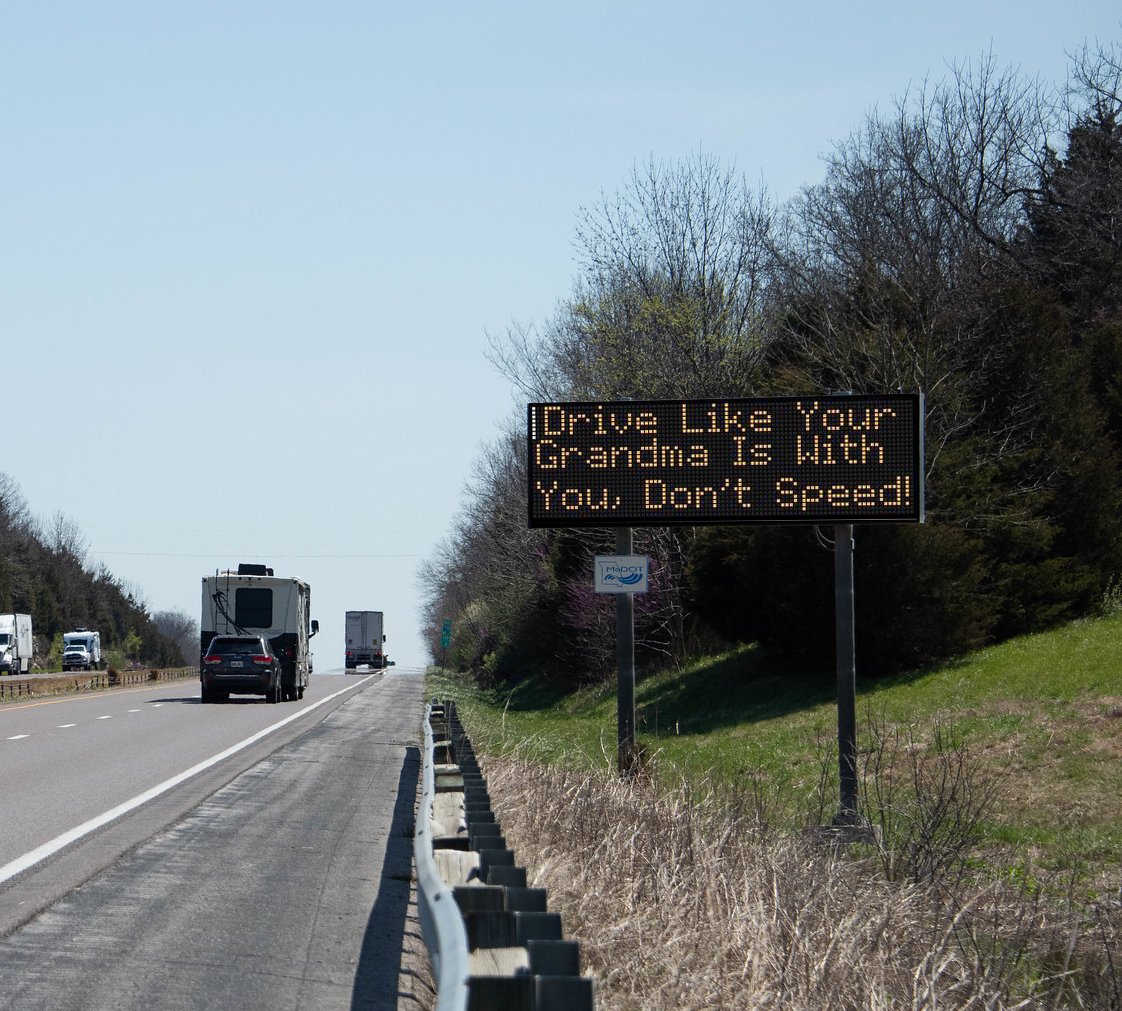 Drive Like Your
Grandma Is With
You, Don't Speed!
MoDOT